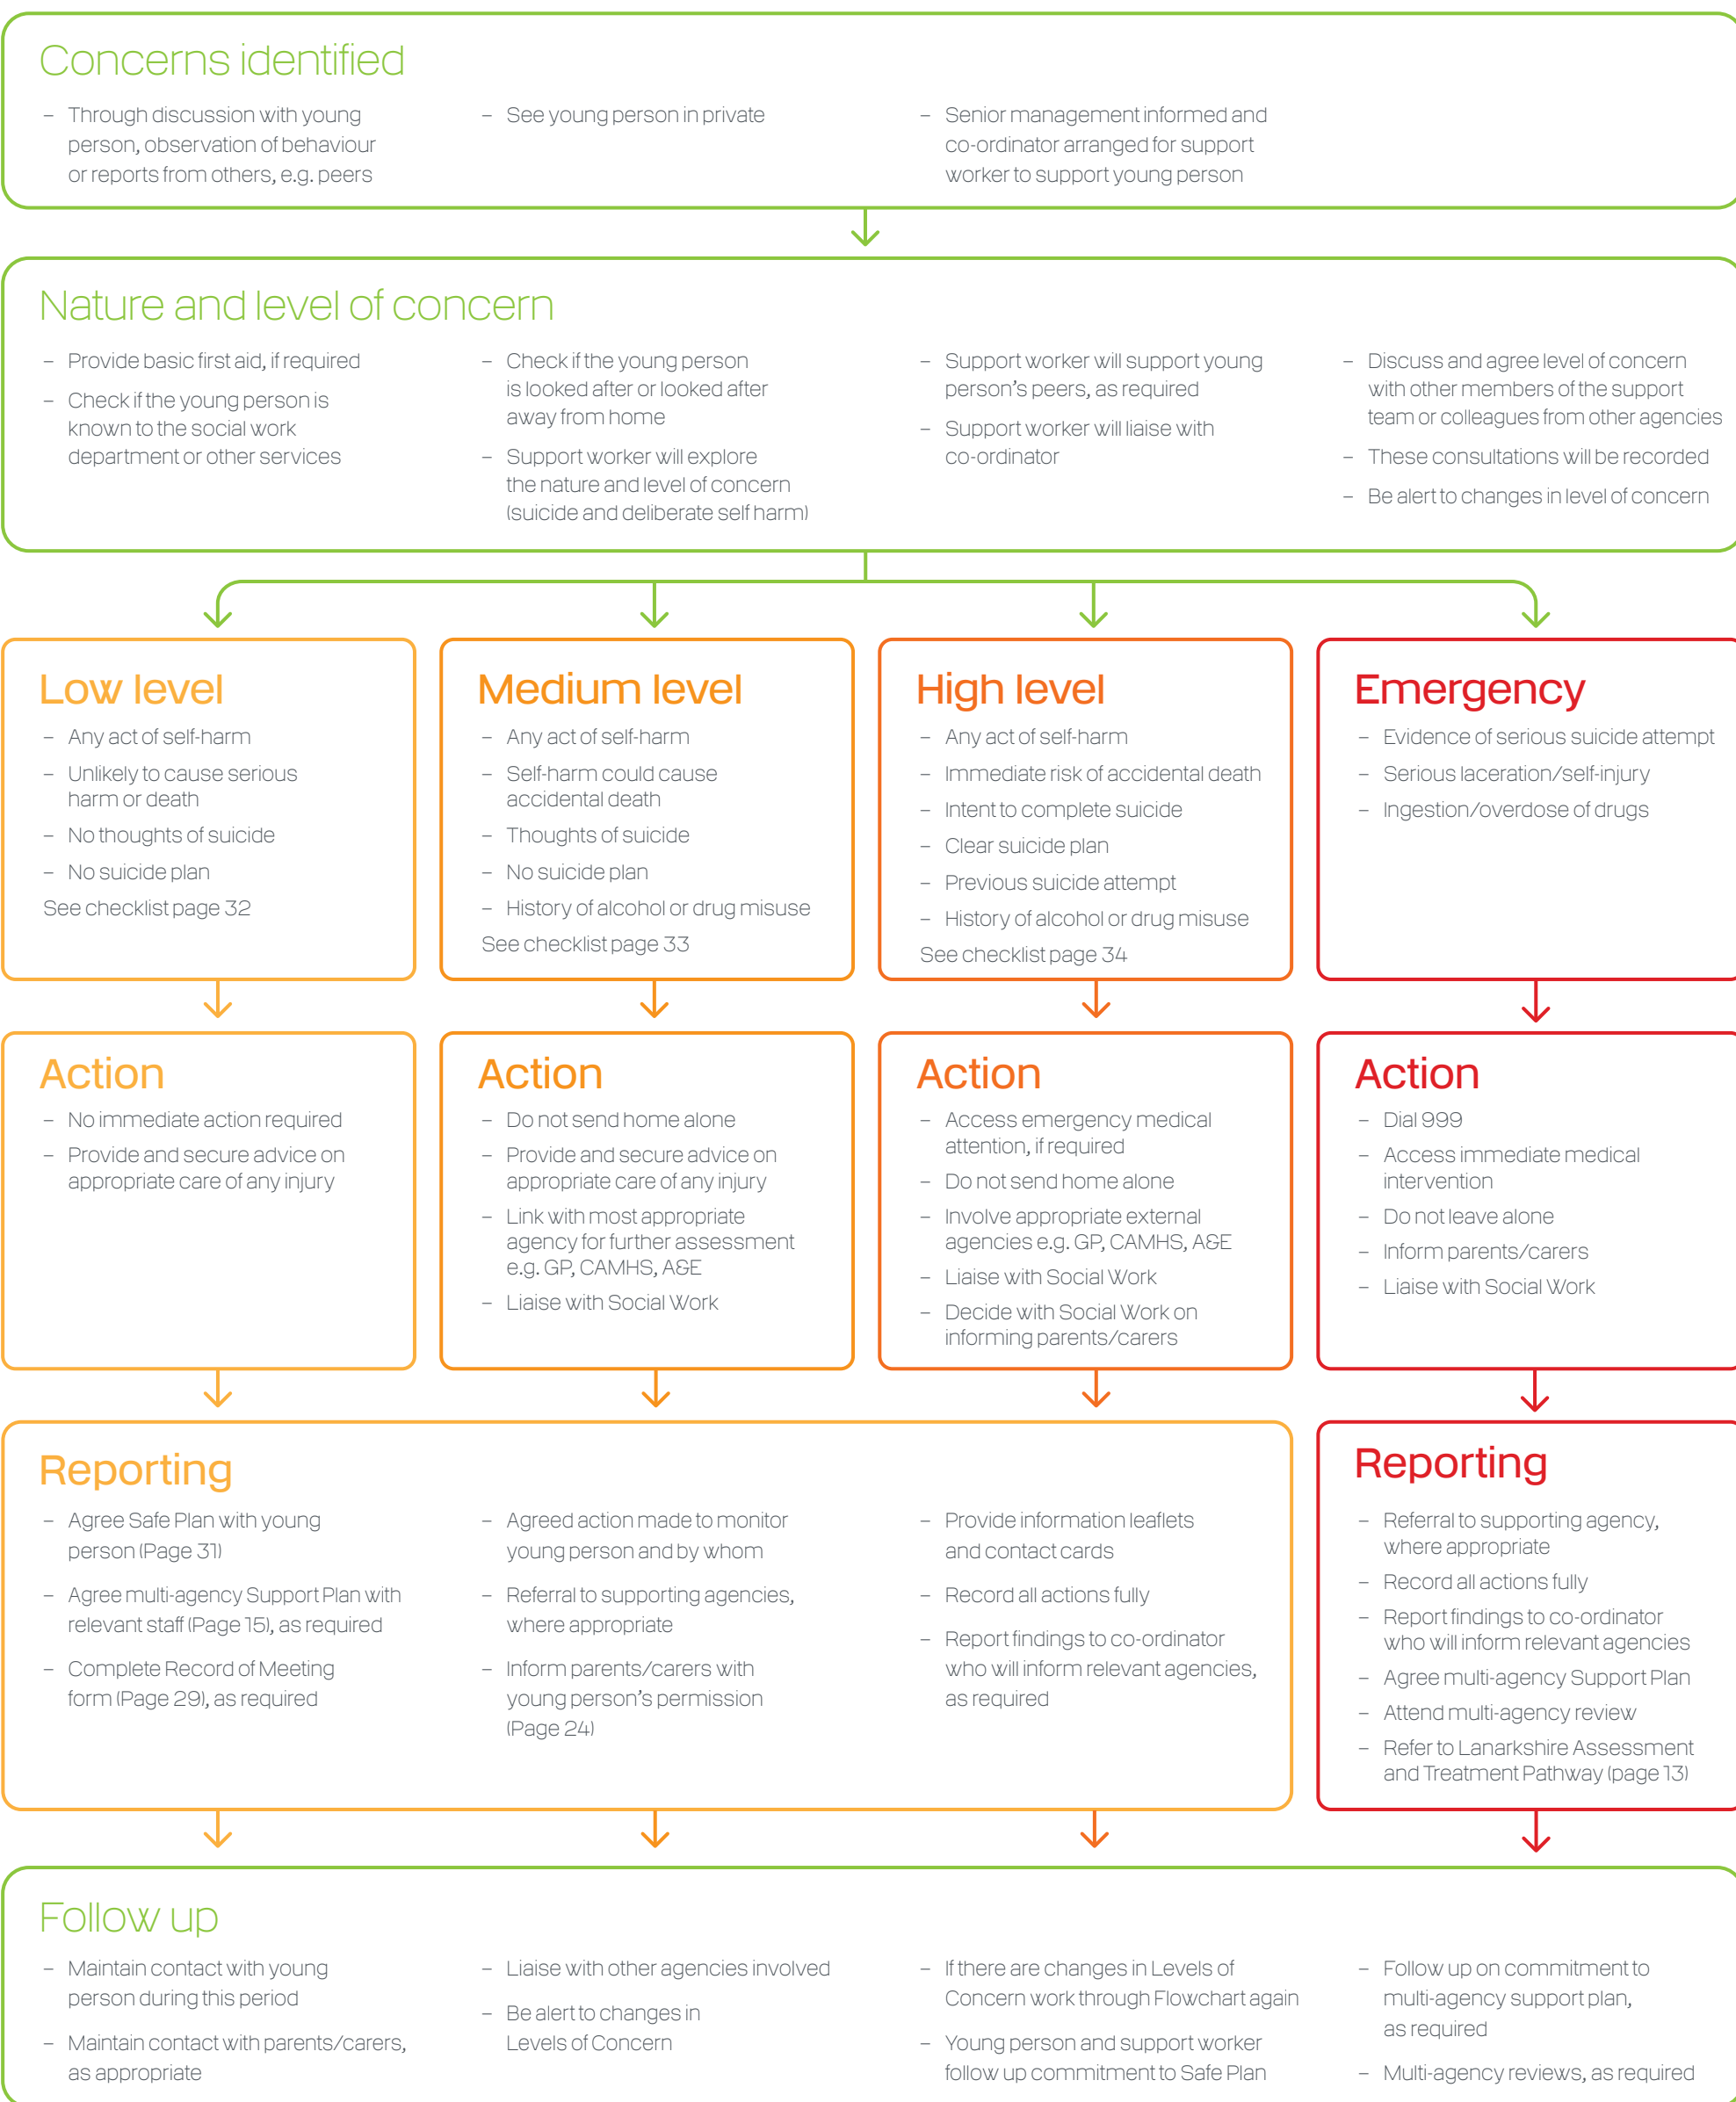 Concerns identified
– Through discussion with young
person, observation of behaviour
or reports from others, e.g. peers
– See young person in private
– Senior management informed and
co-ordinator arranged for support
worker to support young person
Nature and level of concern
– Provide basic first aid, if required
– Check if the young person is
known to the social work
department or other services
– Check if the young person
is looked after or looked after
away from home
– Support worker will explore
the nature and level of concern
(suicide and deliberate self harm)
– Support worker will support young
person's peers, as required
– Support worker will liaise with
co-ordinator
– Discuss and agree level of concern
with other members of the support
team or colleagues from other agencies
– These consultations will be recorded
– Be alert to changes in level of concern
Low level
– Any act of self-harm
– Unlikely to cause serious
harm or death
– No thoughts of suicide
– No suicide plan
See checklist page 32
Medium level
– Any act of self-harm
– Self-harm could cause
accidental death
– Thoughts of suicide
– No suicide plan
– History of alcohol or drug misuse
See checklist page 33
High level
– Any act of self-harm
– Immediate risk of accidental death
– Intent to complete suicide
– Clear suicide plan
– Previous suicide attempt
– History of alcohol or drug misuse
See checklist page 34
Emergency
– Evidence of serious suicide attempt
– Serious laceration/self-injury
– Ingestion/overdose of drugs
Action
– No immediate action required
– Provide and secure advice on
appropriate care of any injury
Action
– Do not send home alone
– Provide and secure advice on
appropriate care of any injury
– Link with most appropriate
agency for further assessment
e.g. GP, CAMHS, A&E
– Liaise with Social Work
Action
– Access emergency medical
attention, if required
– Do not send home alone
– Involve appropriate external
agencies e.g. GP, CAMHS, A&E
– Liaise with Social Work
– Decide with Social Work on
informing parents/carers
Action
– Dial 999
– Access immediate medical
intervention
– Do not leave alone
– Inform parents/carers
– Liaise with Social Work
Reporting
– Agree Safe Plan with young
person (Page 31)
– Agree multi-agency Support Plan with
relevant staff (Page 15), as required
– Complete Record of Meeting
form (Page 29), as required
– Agreed action made to monitor
young person and by whom
– Referral to supporting agencies,
where appropriate
– Inform parents/carers with
young person's permission
(Page 24)
– Provide information leaflets
and contact cards
– Record all actions fully
– Report findings to co-ordinator
who will inform relevant agencies,
as required
Reporting
– Referral to supporting agency,
where appropriate
– Record all actions fully
– Report findings to co-ordinator
who will inform relevant agencies
– Agree multi-agency Support Plan
– Attend multi-agency review
– Refer to Lanarkshire Assessment
and Treatment Pathway (page 13)
Follow up
– Maintain contact with young
person during this period
– Maintain contact with parents/carers,
as appropriate
– Liaise with other agencies involved
– Be alert to changes in
Levels of Concern
– If there are changes in Levels of
Concern work through Flowchart again
– Young person and support worker
follow up commitment to Safe Plan
– Follow up on commitment to
multi-agency support plan,
as required
– Multi-agency reviews, as required